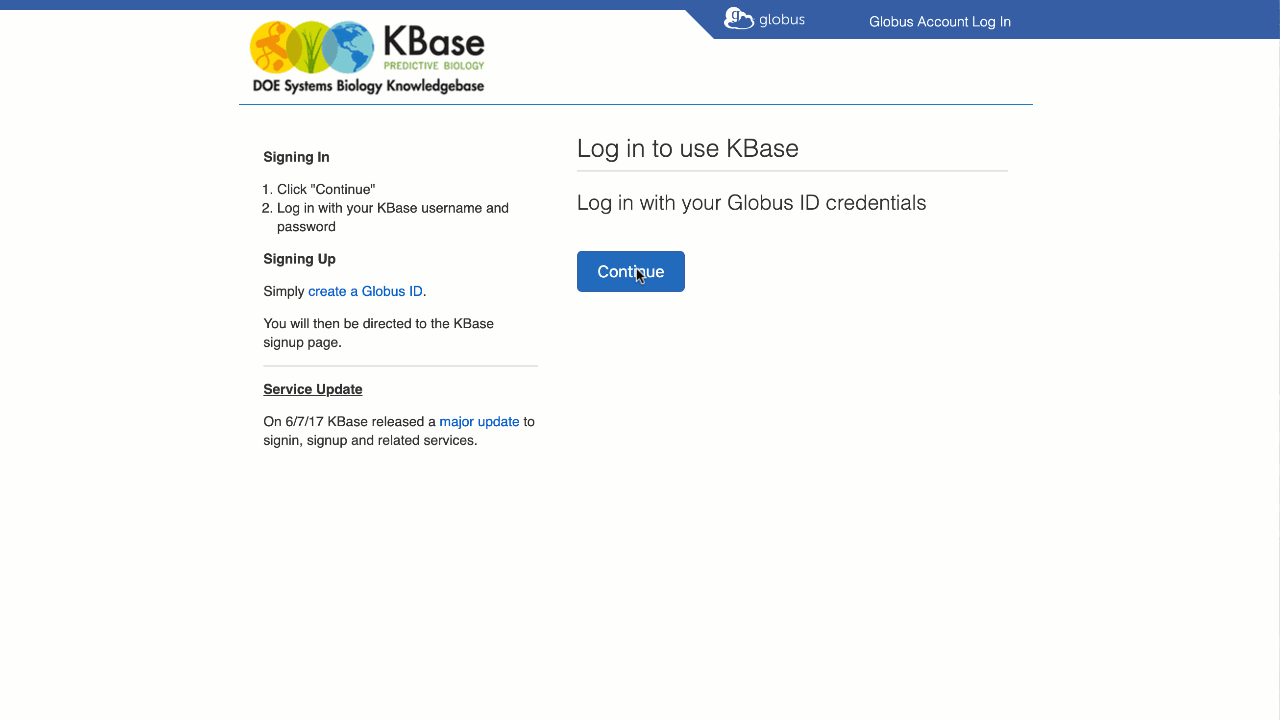 globus
Globus Account Log In
KBase
PREDICTIVE BIOLOGY
DOE Systems Biology Knowledgebase
Signing In
1. Click "Continue"
2. Log in with your KBase username and
password
Signing Up
Simply create a Globus ID.
You will then be directed to the KBase
signup page.
Service Update
On 6/7/17 KBase released a major update to
signin, signup and related services.
Log in to use KBase
Log in with your Globus ID credentials
Continue